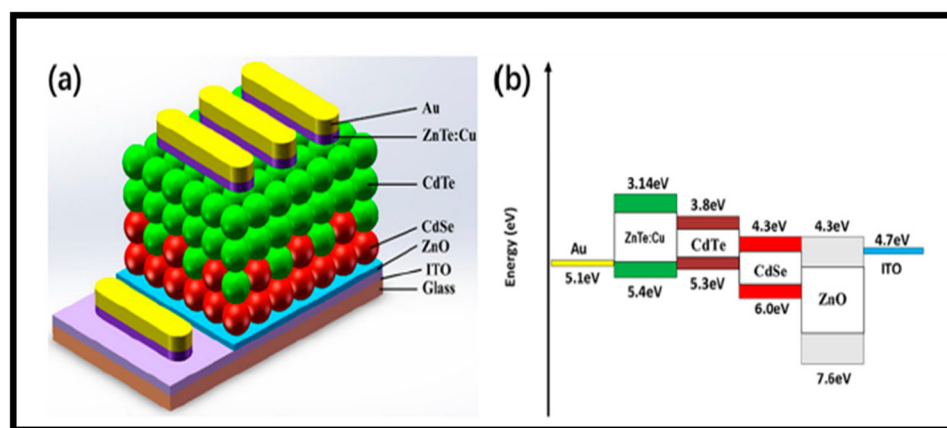 (a)
Au
ZnTe:Cu
CdTe
CdSe
ZnO
ITO
Glass
(b)
Energy (eV)
3.14eV
3.8eV
4.3eV
4.3eV
4.7eV
Au
ZnTe:Cu
CdTe
CdSe
ZnO
ITO
5.1eV
5.4eV
5.3eV
6.0eV
7.6eV